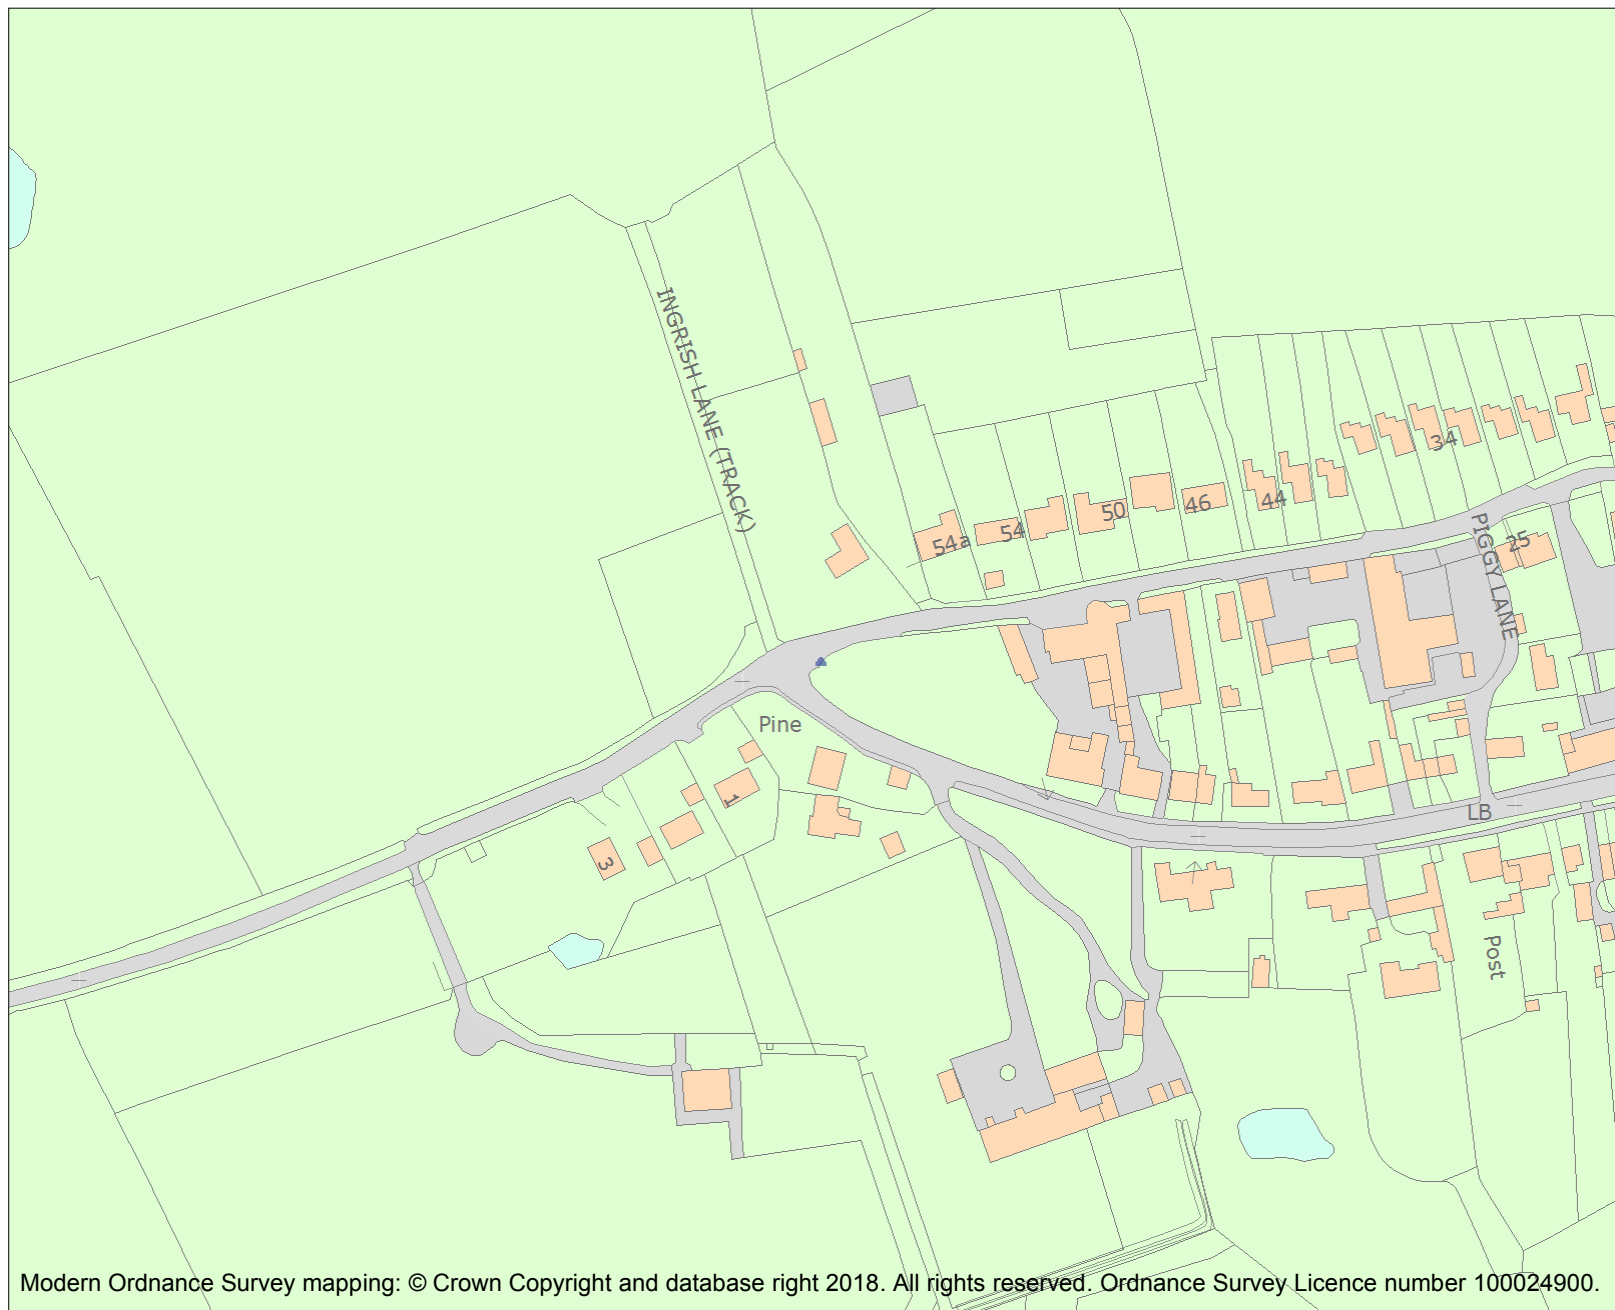 INGRISH LANE (TRACK)
34
44
46
50
54
54a
PIGGY LANE
25
Pine
1
LB
3
Post
Modern Ordnance Survey mapping: © Crown Copyright and database right 2018. All rights reserved. Ordnance Survey Licence number 100024900.